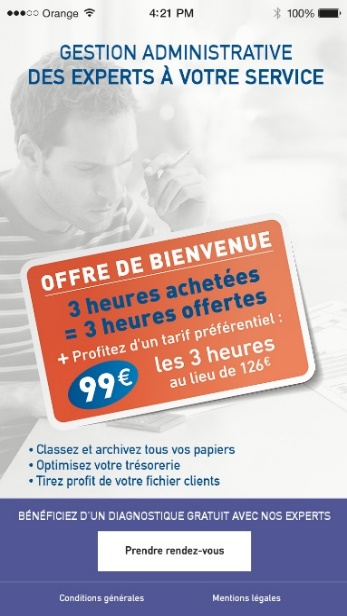 Orange 4:21 PM 100%
GESTION ADMINISTRATIVE
DES EXPERTS À VOTRE SERVICE
OFFRE DE BIENVENUE
3 heures achetées
= 3 heures offertes
+ Profitez d'un tarif préférentiel :
99€ les 3 heures
au lieu de 126€
• Classez et archivez tous vos papiers
• Optimisez votre trésorerie
• Tirez profit de votre fichier clients
BÉNÉFICIEZ D'UN DIAGNOSTIQUE GRATUIT AVEC NOS EXPERTS
Prendre rendez-vous
Conditions générales Mentions légales